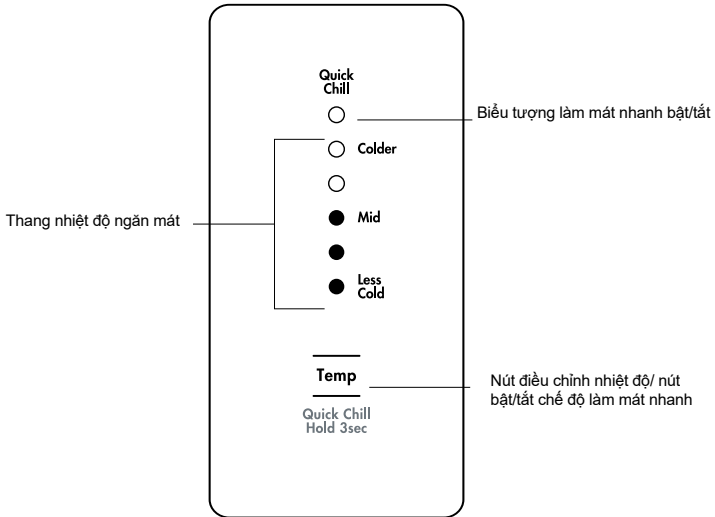 Quick
Chill
Biểu tượng làm mát nhanh bật/tắt
Colder
Thang nhiệt độ ngăn mát
Mid
Less
Cold
Temp
Nút điều chỉnh nhiệt độ/ nút
bật/tắt chế độ làm mát nhanh
Quick Chill
Hold 3sec